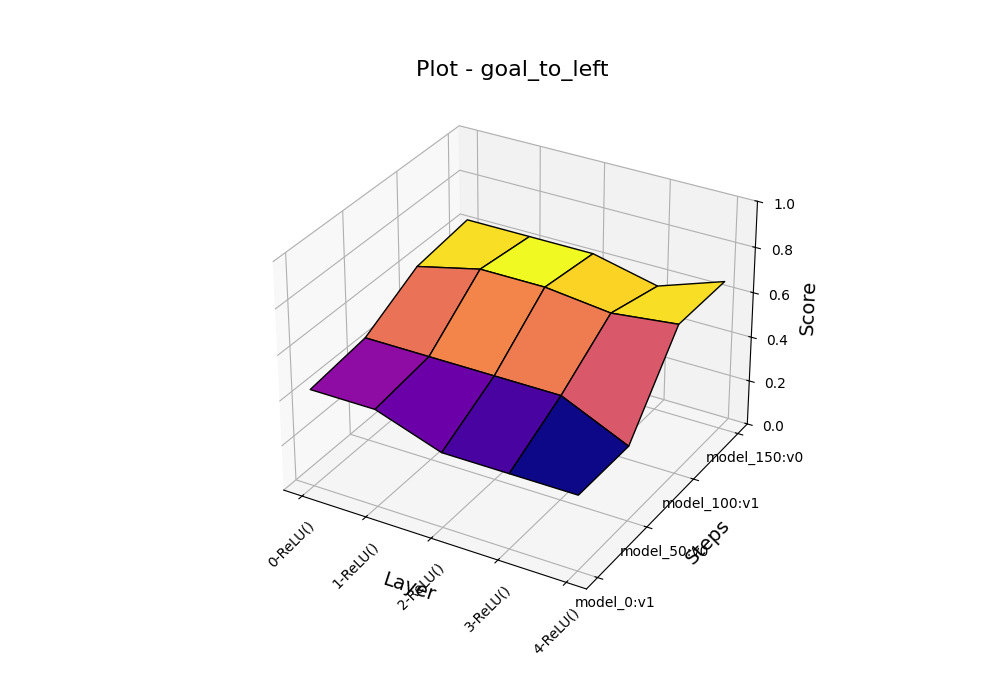 Plot - goal_to_left
1.0
0.8
0.6
0.4
0.2
0.0
Score
model_150:v0
model_100:v1
model_50:v0
model_0:v1
Steps
0-ReLU()
1-ReLU()
2-ReLU()
3-ReLU()
4-ReLU()
Layer